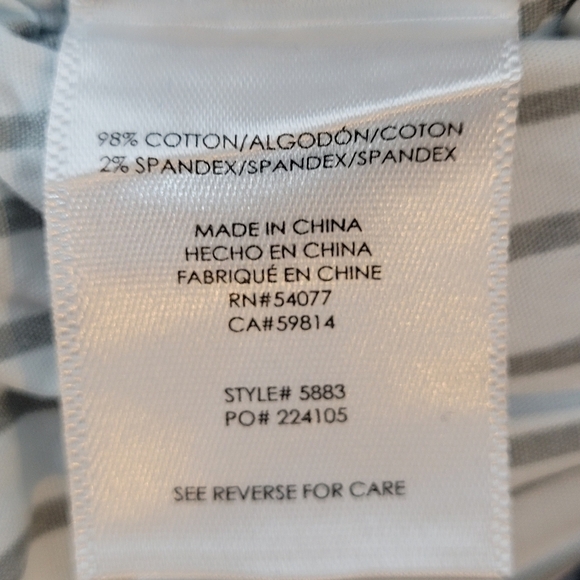 98% COTTON/ALGODÓN/COTON
2% SPANDEX/SPANDEX/SPANDEX
MADE IN CHINA
HECHO EN CHINA
FABRIQUÉ EN CHINE
RN#54077
CA#59814
STYLE# 5883
PO# 224105
SEE REVERSE FOR CARE